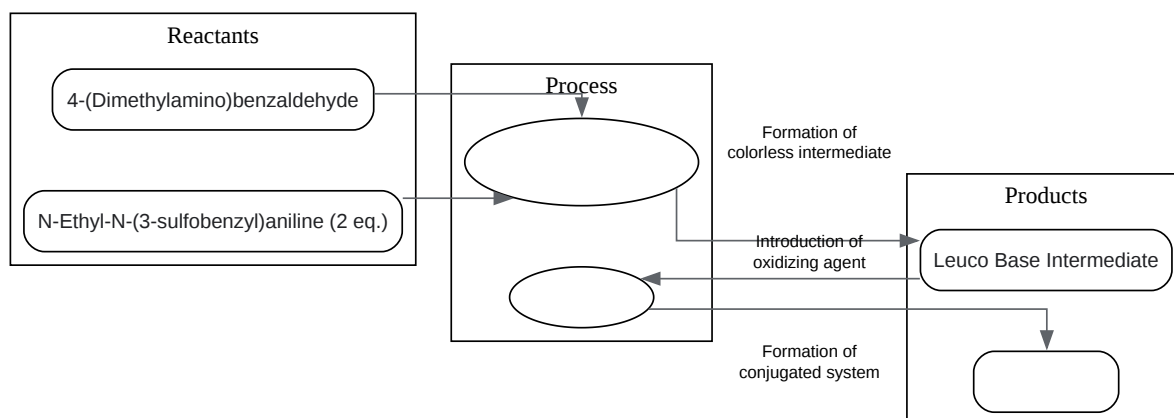 Reactants
4-(Dimethylamino)benzaldehyde
N-Ethyl-N-(3-sulfobenzyl)aniline (2 eq.)
Process
Formation of
colorless intermediate
Introduction of
oxidizing agent
Formation of
conjugated system
Products
Leuco Base Intermediate